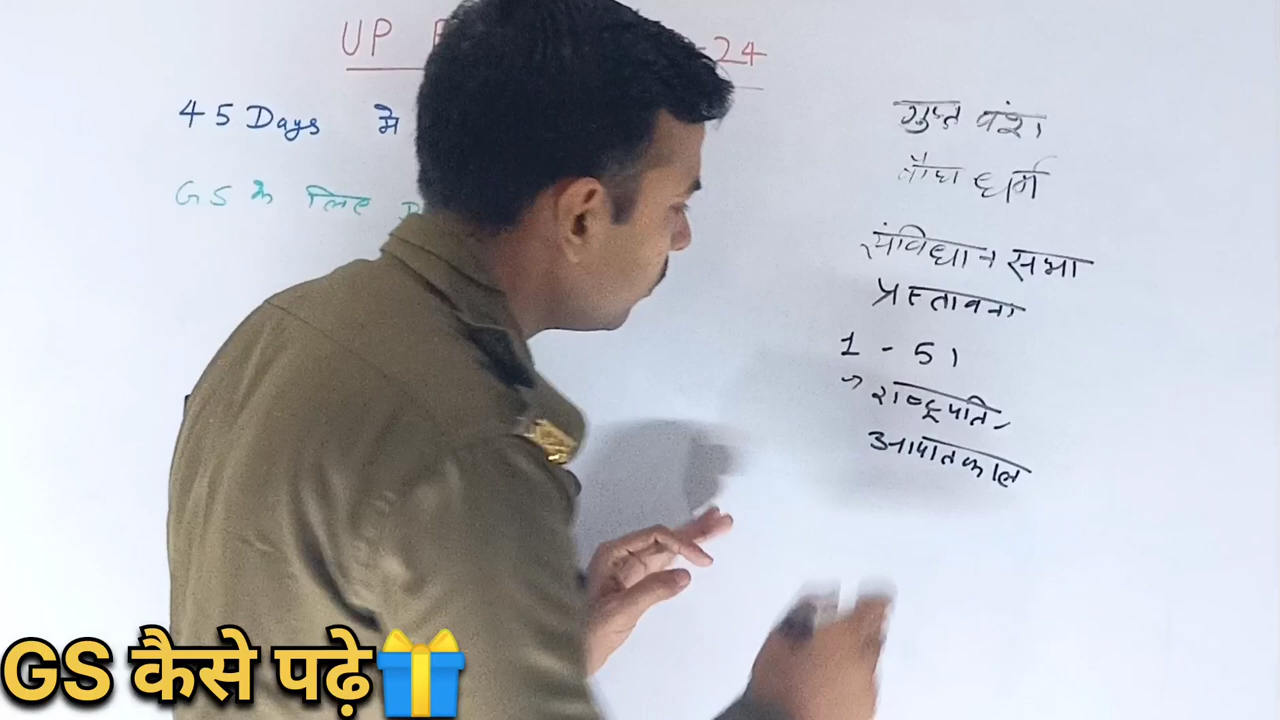 UP
-24
45 Days मे
GS के लिए
गुप्त वंश
बौध धर्म
संविधान सभा
प्रस्तावना
1 - 51
→ राष्ट्रपति
आपातकाल
GS कैसे पढ़े